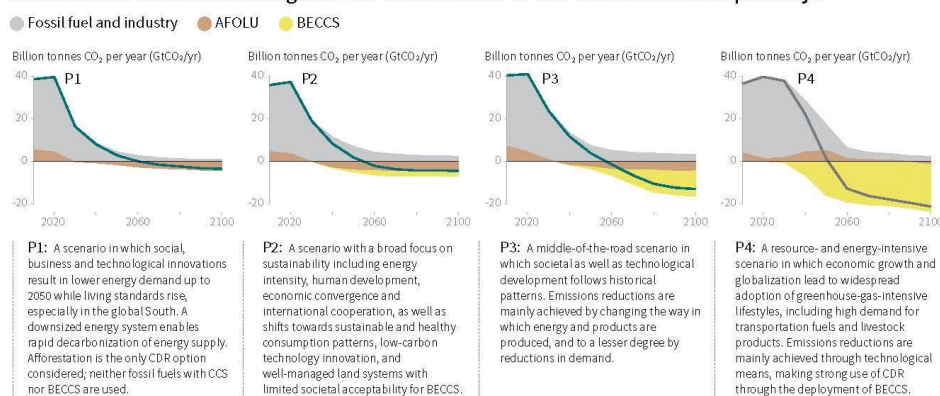 Fossil fuel and industry AFOLU BECCS
Billion tonnes CO₂ per year (GtCO₂/yr) Billion tonnes CO₂ per year (GtCO₂/yr) Billion tonnes CO₂ per year (GtCO₂/yr) Billion tonnes CO₂ per year (GtCO₂/yr)
40 P1 40 P2 40 P3 40 P4
20 20 20 20
0 0 0 0
-20 -20 -20 -20
2020 2060 2100 2020 2060 2100 2020 2060 2100 2020 2060 2100
P1: A scenario in which social,
business and technological innovations
result in lower energy demand up to
2050 while living standards rise,
especially in the global South. A
downsized energy system enables
rapid decarbonization of energy supply.
Afforestation is the only CDR option
considered; neither fossil fuels with CCS
nor BECCS are used.
P2: A scenario with a broad focus on
sustainability including energy
intensity, human development,
economic convergence and
international cooperation, as well as
shifts towards sustainable and healthy
consumption patterns, low-carbon
technology innovation, and
well-managed land systems with
limited societal acceptability for BECCS.
P3: A middle-of-the-road scenario in
which societal as well as technological
development follows historical
patterns. Emissions reductions are
mainly achieved by changing the way in
which energy and products are
produced, and to a lesser degree by
reductions in demand.
P4: A resource- and energy-intensive
scenario in which economic growth and
globalization lead to widespread
adoption of greenhouse-gas-intensive
lifestyles, including high demand for
transportation fuels and livestock
products. Emissions reductions are
mainly achieved through technological
means, making strong use of CDR
through the deployment of BECCS.